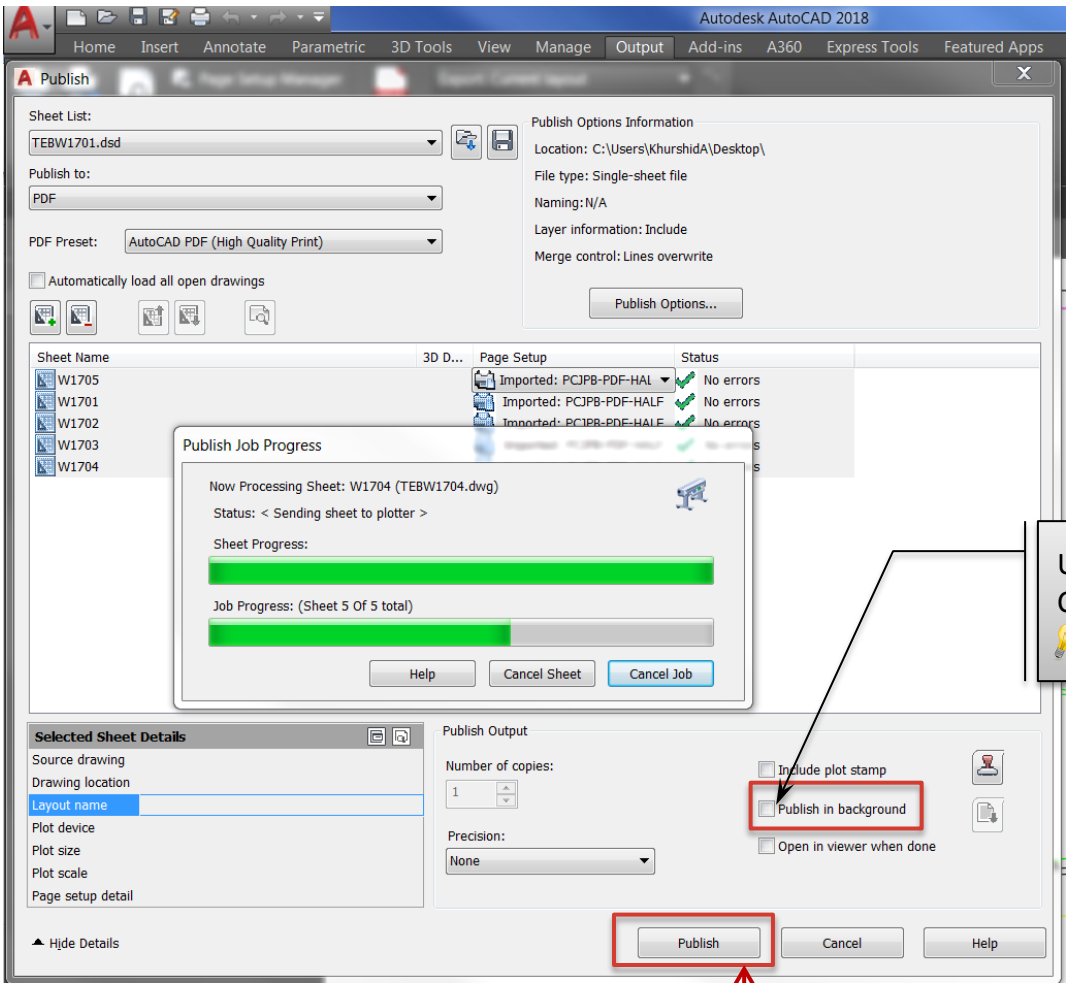 Autodesk AutoCAD 2018
Home Insert Annotate Parametric 3D Tools View Manage Output Add-ins A360 Express Tools Featured Apps
Publish
Page Setup Manager
Export: Current layout
X
Sheet List:
TEBW1701.dsd
Publish to:
PDF
PDF Preset: AutoCAD PDF (High Quality Print)
Automatically load all open drawings
Publish Options Information
Location: C:\Users\KhurshidA\Desktop\
File type: Single-sheet file
Naming: N/A
Layer information: Include
Merge control: Lines overwrite
Publish Options...
Sheet Name 3D D... Page Setup Status
W1705 Imported: PCJPB-PDF-HAL No errors
W1701 Imported: PCJPB-PDF-HALF No errors
W1702 Imported: PCJPB-PDF-HALF No errors
W1703
W1704
Publish Job Progress
Now Processing Sheet: W1704 (TEBW1704.dwg)
Status: < Sending sheet to plotter >
Sheet Progress:
Job Progress: (Sheet 5 Of 5 total)
Help Cancel Sheet Cancel Job
Selected Sheet Details
Source drawing
Drawing location
Layout name
Plot device
Plot size
Plot scale
Page setup detail
Publish Output
Number of copies:
1
Precision:
None
Include plot stamp
Publish in background
Open in viewer when done
Hide Details
Publish Cancel Help